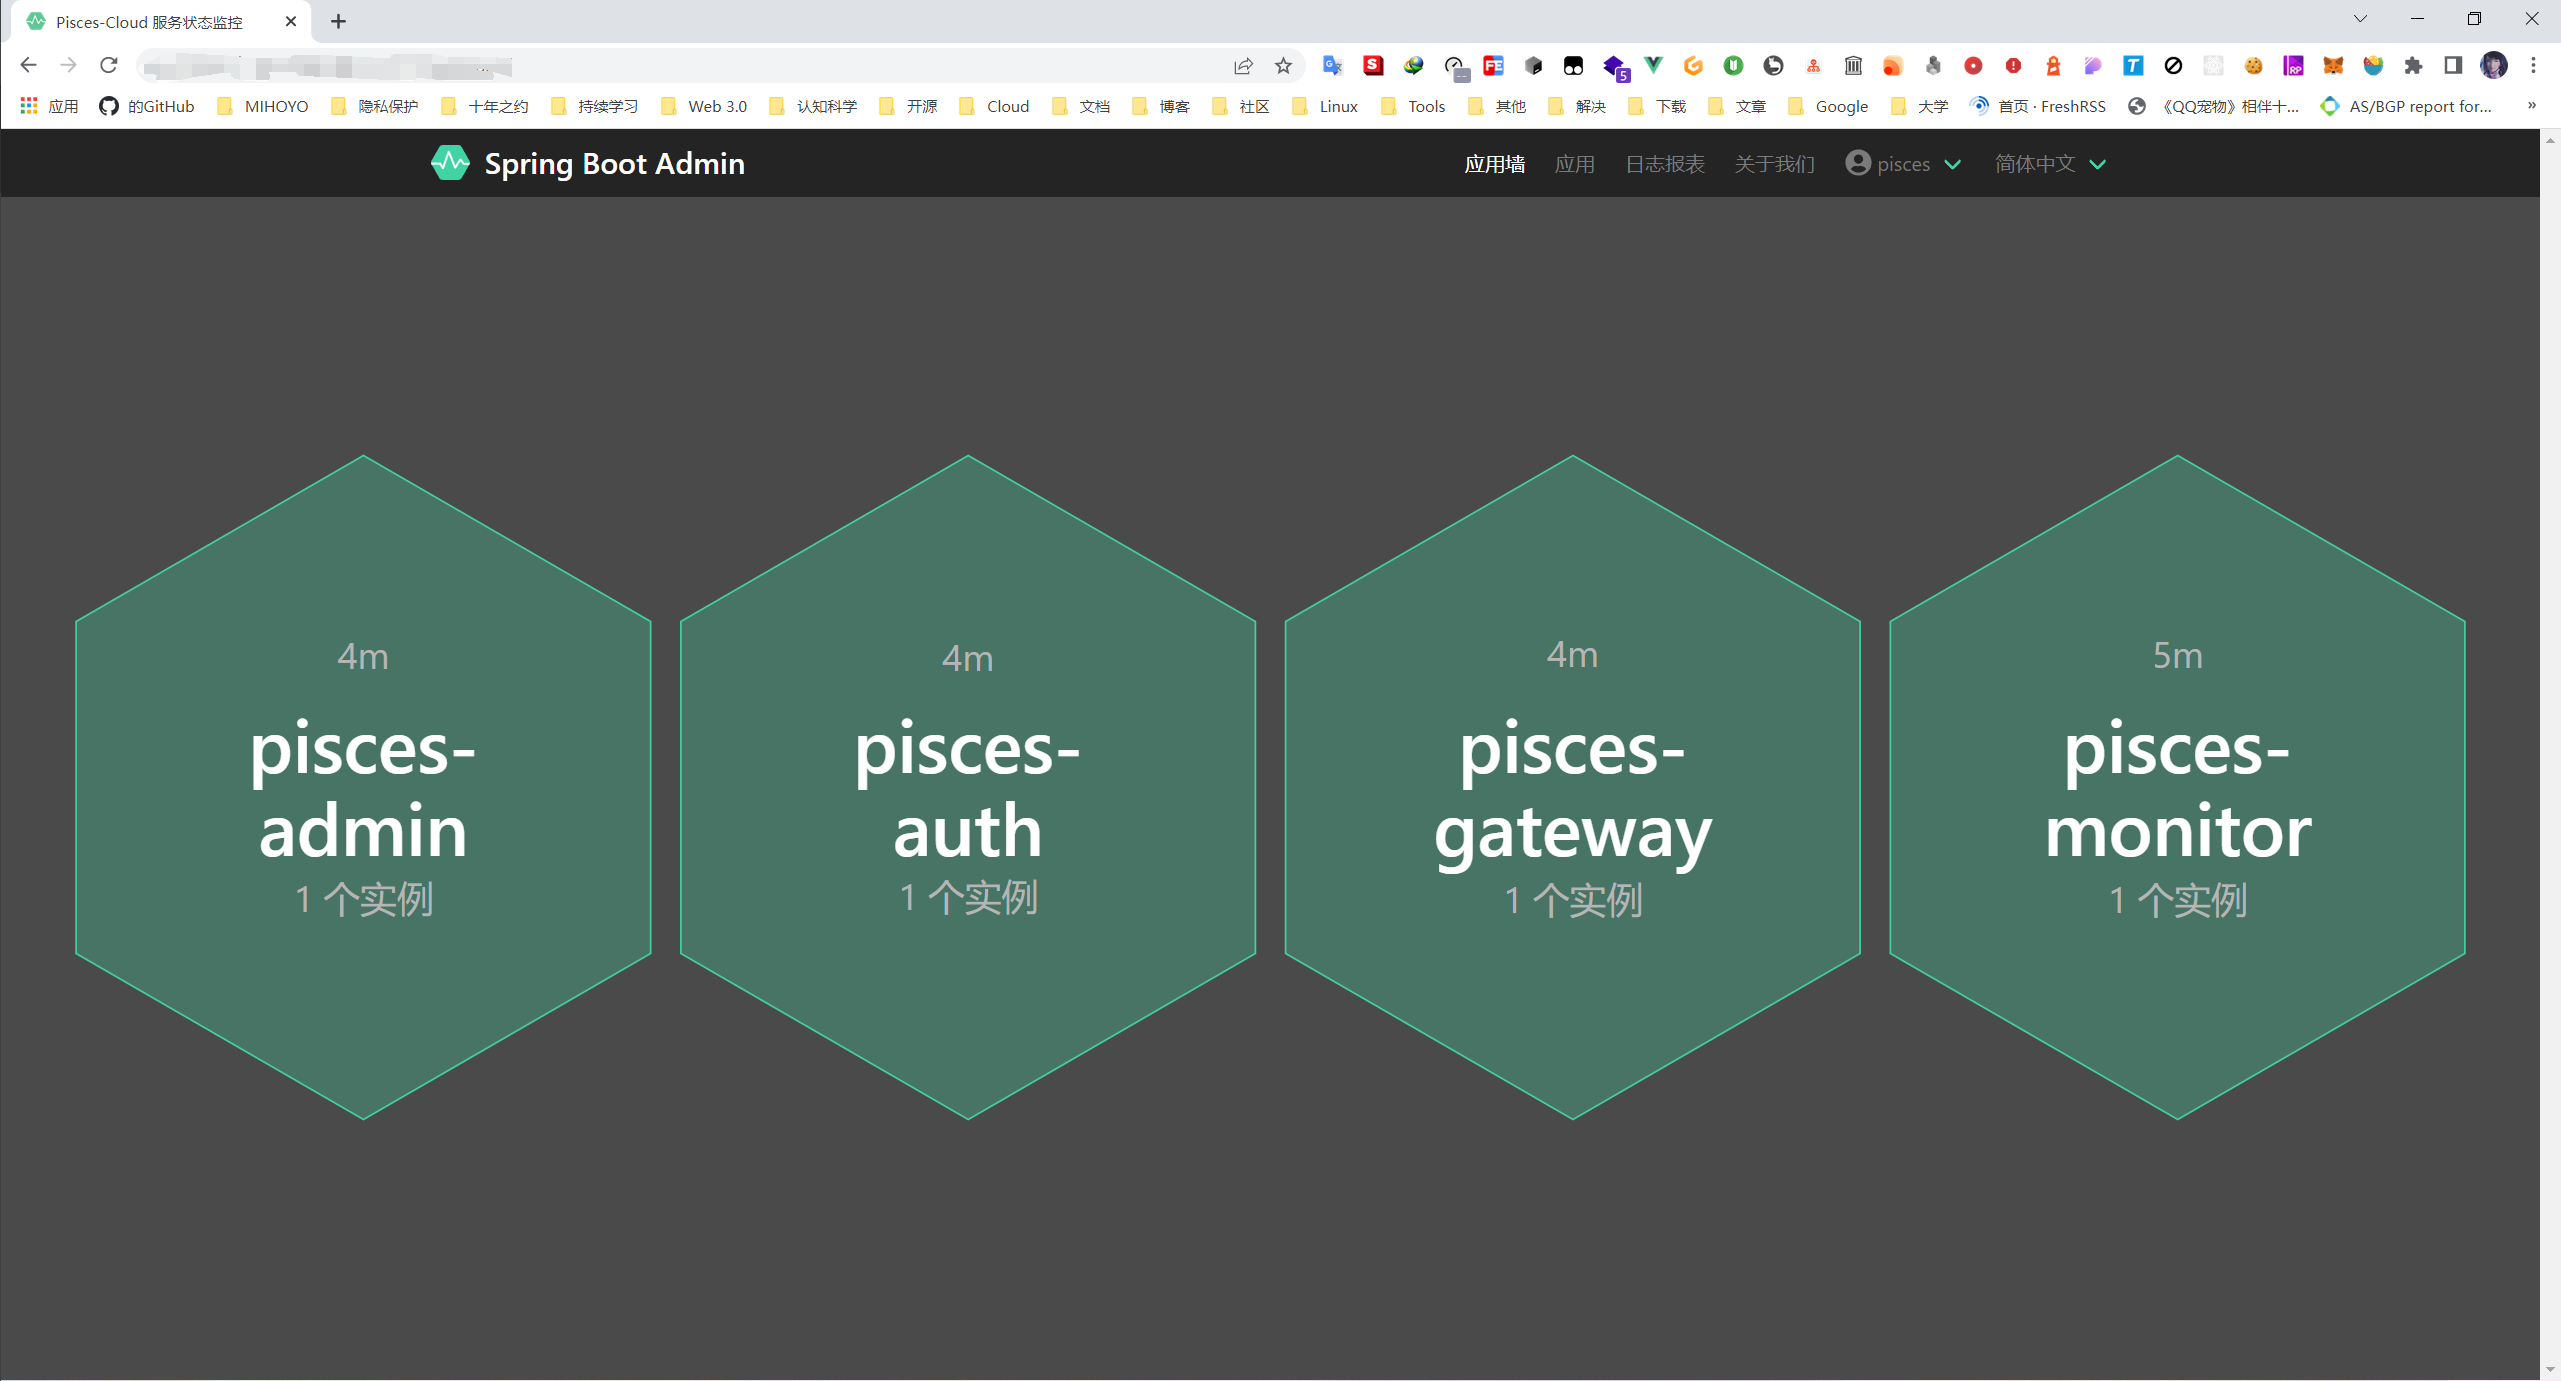 Pisces-Cloud 服务状态监控
应用 的GitHub MIHOYO 隐私保护 十年之约 持续学习 Web 3.0 认知科学 开源 Cloud 文档 博客 社区 Linux Tools 其他 解决 下载 文章 Google 大学 首页 · FreshRSS 《QQ宠物》相伴十... AS/BGP report for... »
Spring Boot Admin 应用墙 应用 日志报表 关于我们 pisces 简体中文
4m
pisces-
admin
1 个实例
4m
pisces-
auth
1 个实例
4m
pisces-
gateway
1 个实例
5m
pisces-
monitor
1 个实例